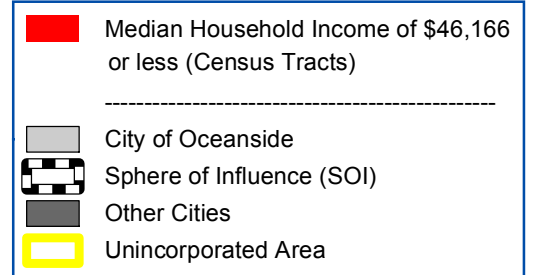 Median Household Income of $46,166
or less (Census Tracts)
--------------------------------------------------
City of Oceanside
Sphere of Influence (SOI)
Other Cities
Unincorporated Area